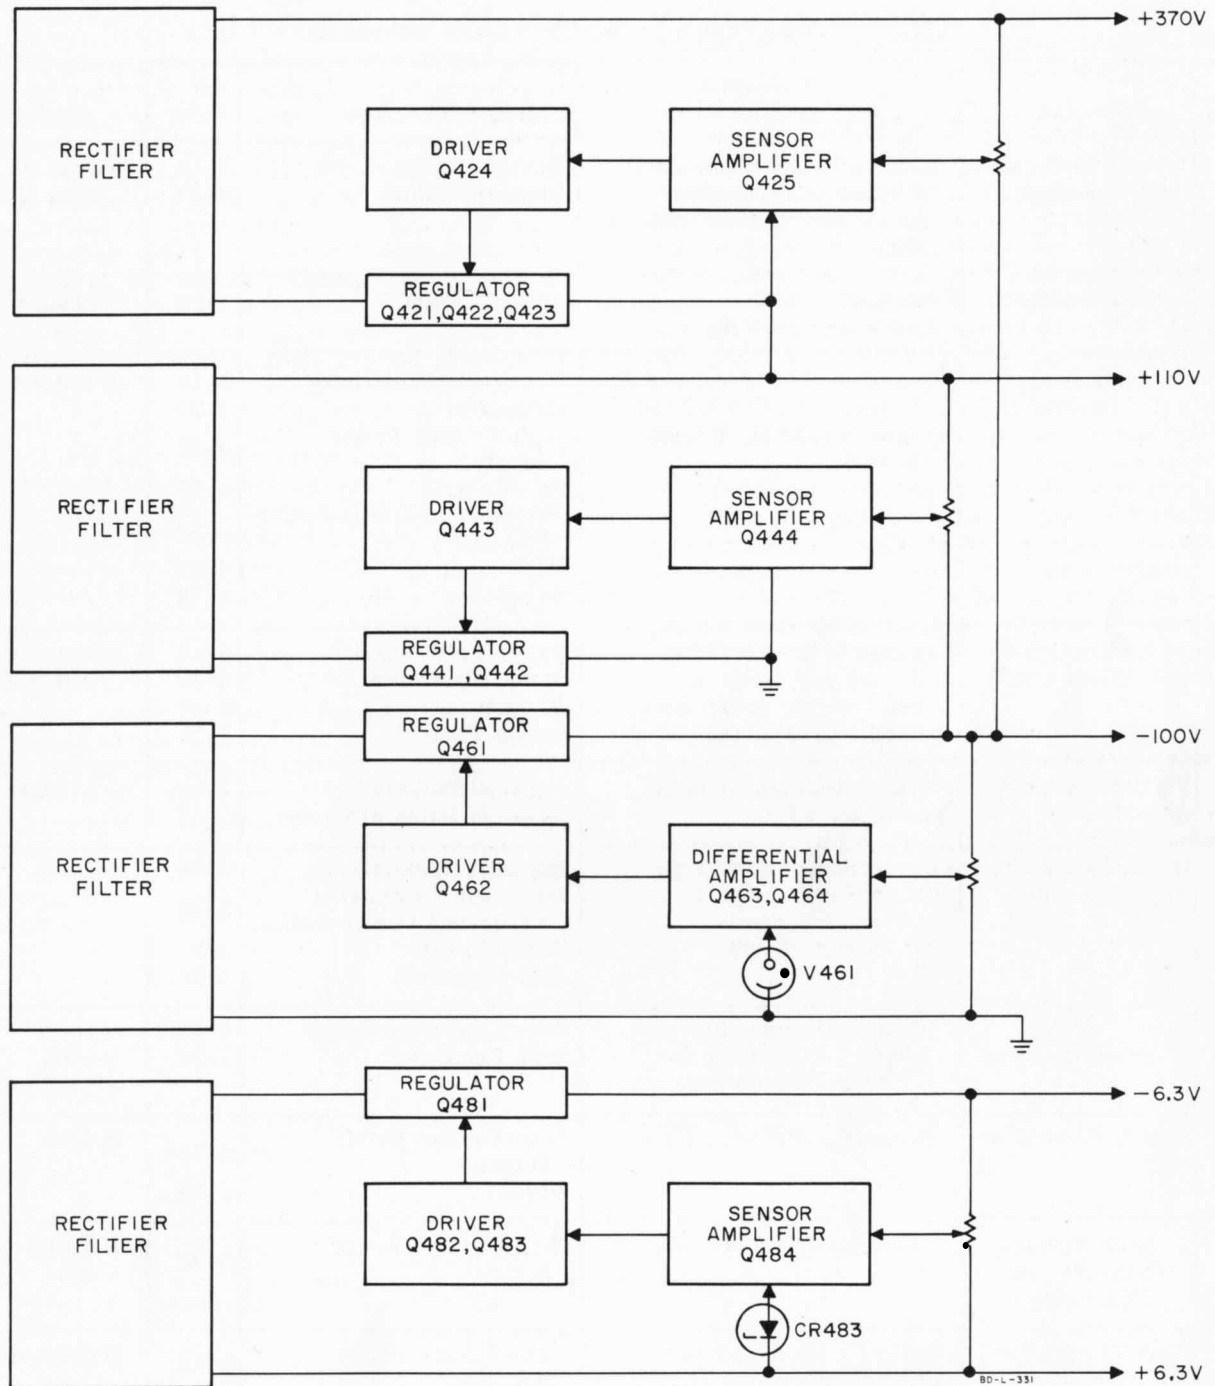 +370V
RECTIFIER
FILTER
DRIVER
Q424
SENSOR
AMPLIFIER
Q425
REGULATOR
Q421,Q422,Q423
+110V
RECTIFIER
FILTER
DRIVER
Q443
SENSOR
AMPLIFIER
Q444
REGULATOR
Q441,Q442
REGULATOR
Q461
-100V
RECTIFIER
FILTER
DRIVER
Q462
DIFFERENTIAL
AMPLIFIER
Q463,Q464
V461
REGULATOR
Q481
-6.3V
RECTIFIER
FILTER
DRIVER
Q482,Q483
SENSOR
AMPLIFIER
Q484
CR483
+6.3V
BD-L-331